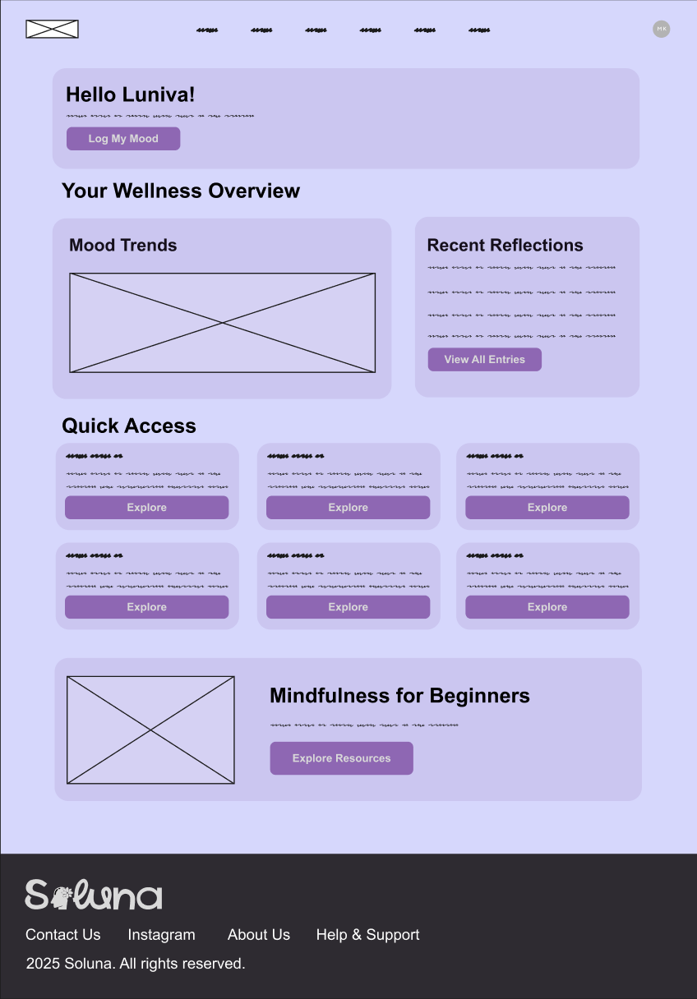 MK
Hello Luniva!
Log My Mood
Your Wellness Overview
Mood Trends
Recent Reflections
View All Entries
Quick Access
Explore
Explore
Explore
Explore
Explore
Explore
Mindfulness for Beginners
Explore Resources
Soluna
Contact Us Instagram About Us Help & Support
2025 Soluna. All rights reserved.